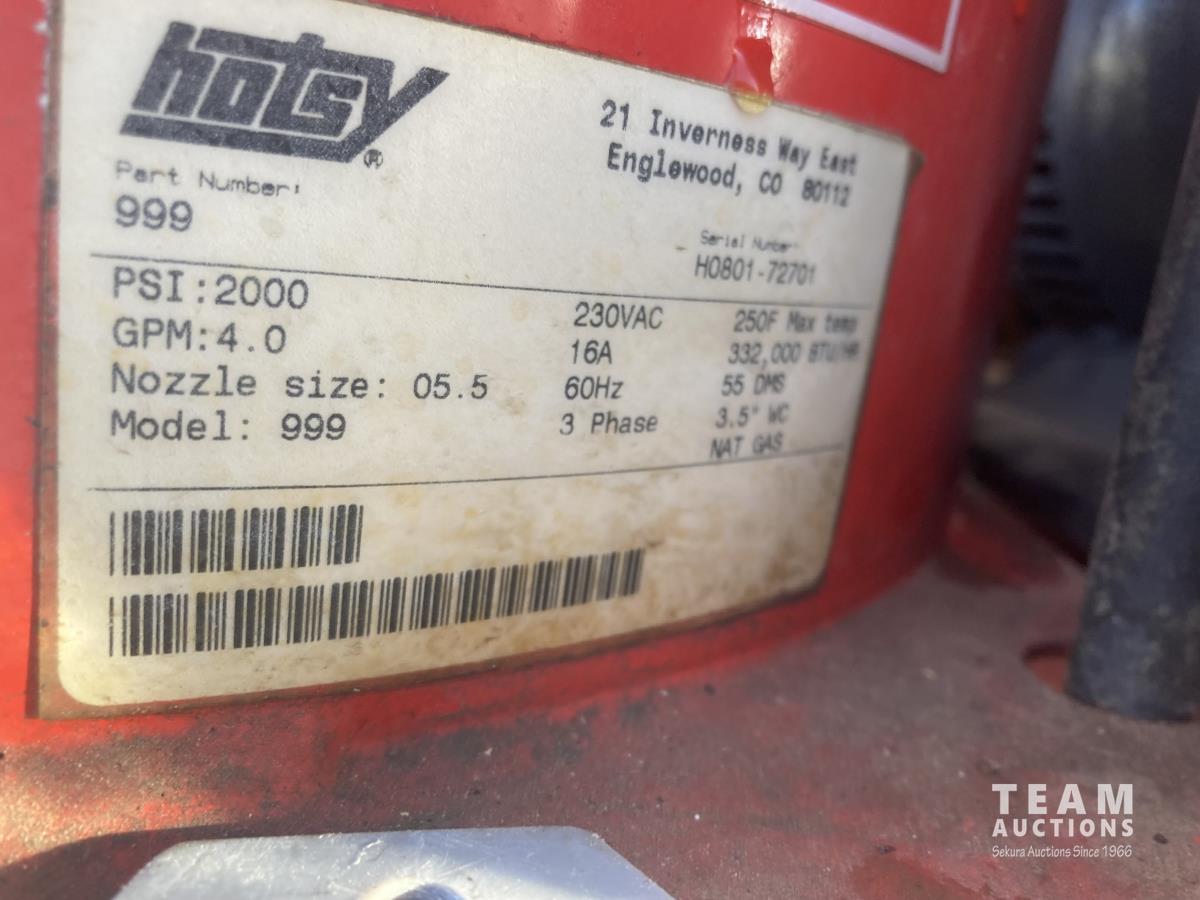 hotsy®
21 Inverness Way East
Englewood, CO 80112
Part Number:
999
Serial Number
H0801-72701
PSI:2000
GPM:4.0
Nozzle size: 05.5
Model: 999
230VAC
16A
60Hz
3 Phase
250F Max temp
332,000 BTU/HR
55 DMS
3.5" WC
NAT GAS
TEAM
AUCTIONS
Sekura Auctions Since 1966